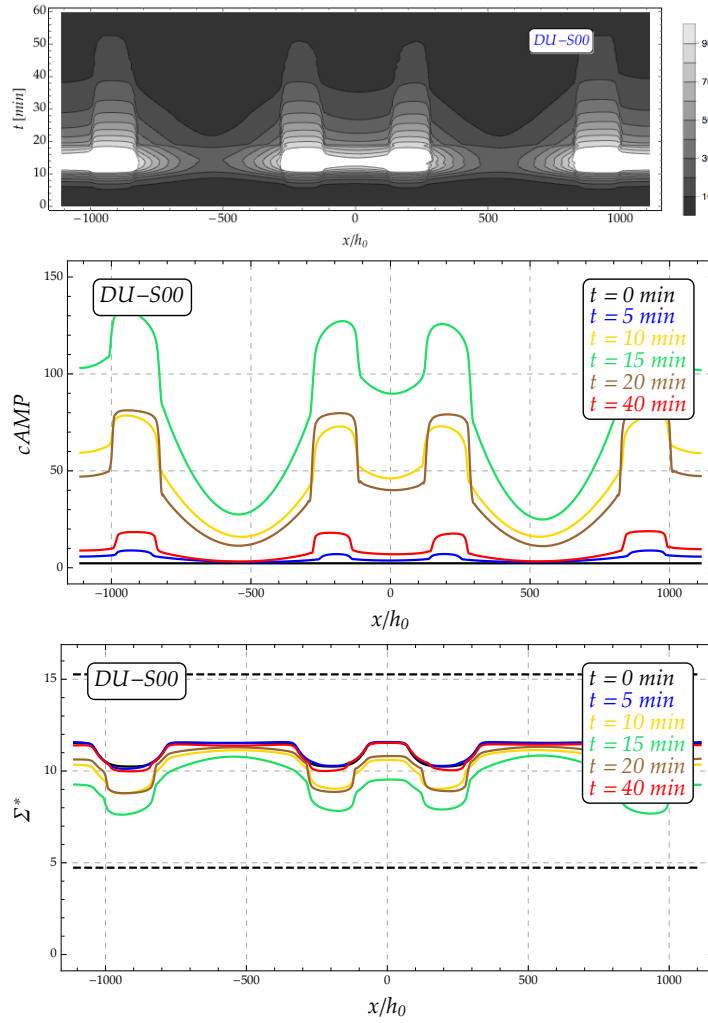 60
50
40
30
20
10
0
t [min]
DU−S00
−1000
−500
0
500
1000
x/h0
10
150
100
50
0
cAMP
DU−S00
t = 0 min
t = 5 min
t = 10 min
t = 15 min
t = 20 min
t = 40 min
−1000
−500
0
500
1000
x/h0
15
10
5
0
Σ*
DU−S00
t = 0 min
t = 5 min
t = 10 min
t = 15 min
t = 20 min
t = 40 min
−1000
−500
0
500
1000
x/h0